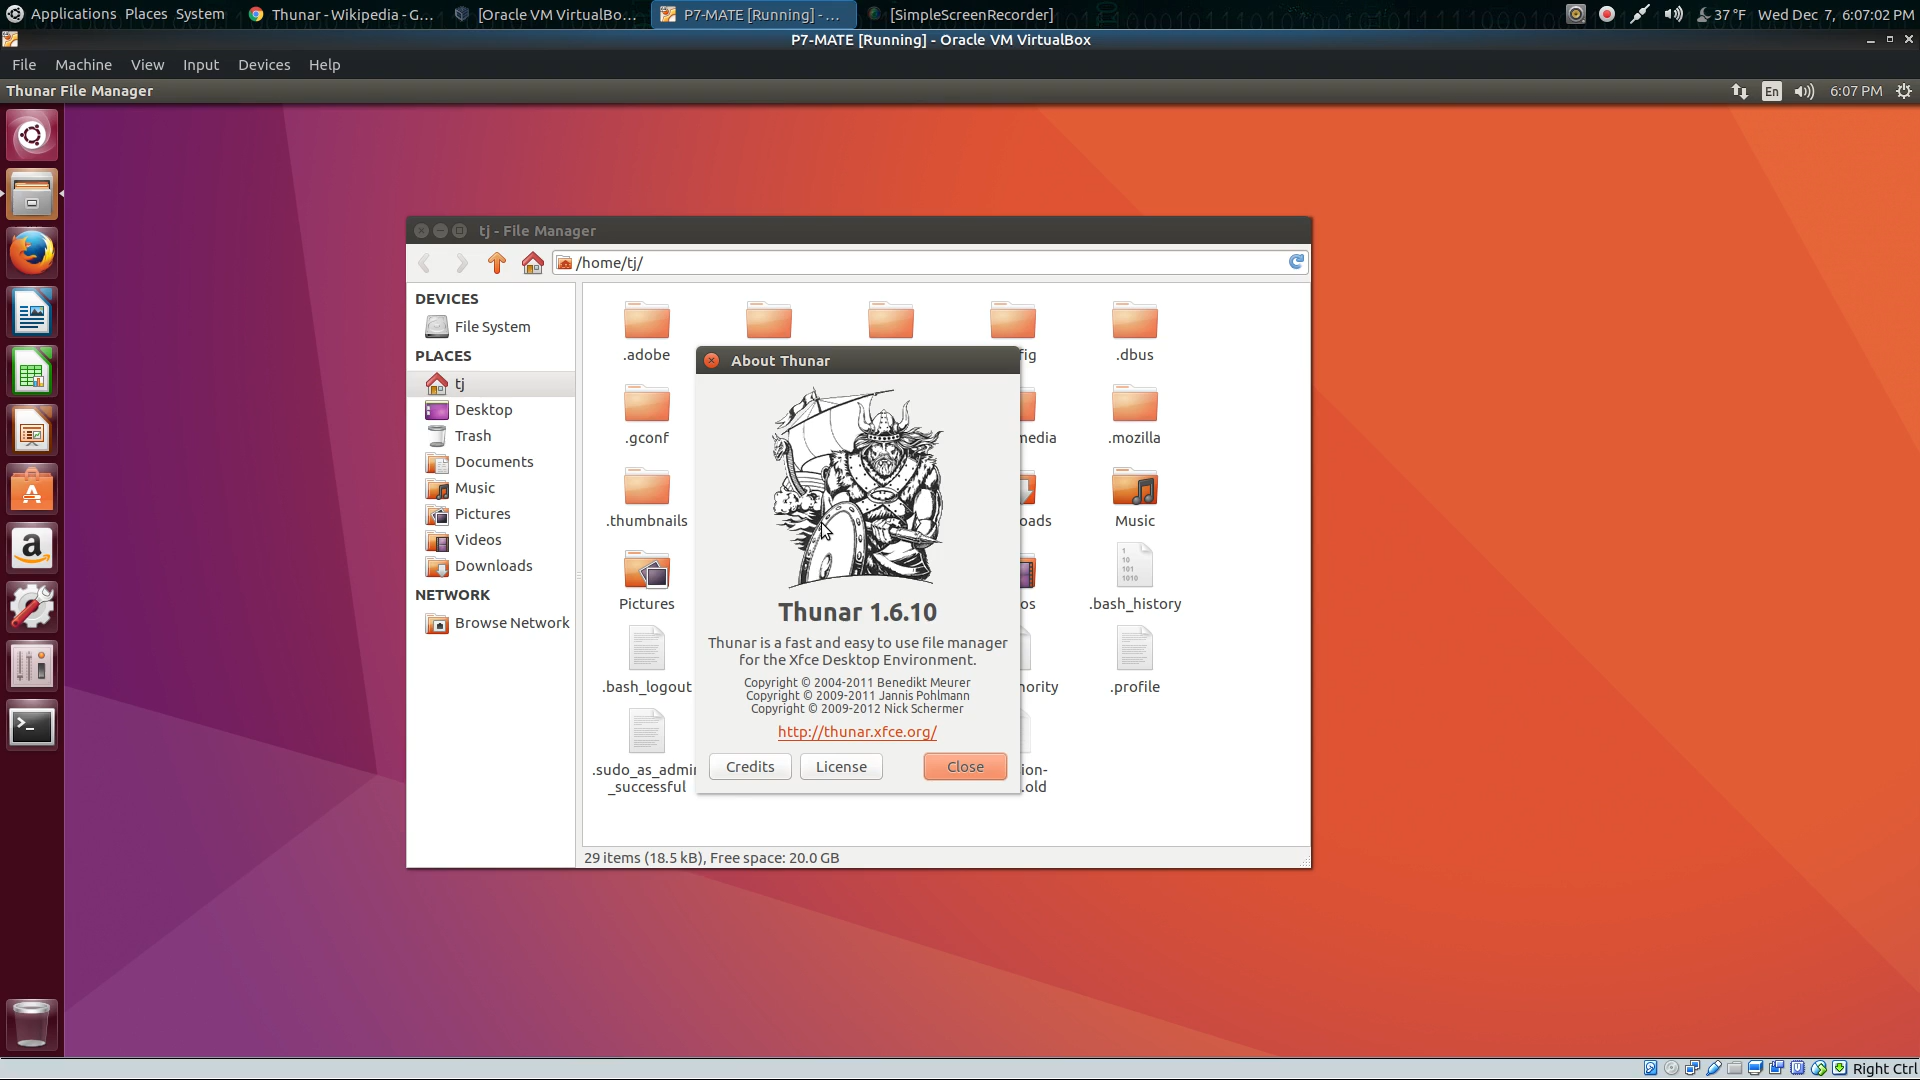 Applications Places System Thunar - Wikipedia - G... [Oracle VM VirtualBo... P7-MATE [Running] - ... [SimpleScreenRecorder] 37 °F Wed Dec 7, 6:07:02 PM
P7-MATE [Running] - Oracle VM VirtualBox
File Machine View Input Devices Help
Thunar File Manager En 6:07 PM
tj - File Manager
/home/tj/
DEVICES
File System
PLACES
tj
Desktop
Trash
Documents
Music
Pictures
Videos
Downloads
NETWORK
Browse Network
.adobe fig .dbus
.gconf media .mozilla
.thumbnails oads Music
Pictures os .bash_history
.bash_logout hority .profile
.sudo_as_admin ion-
_successful .old
About Thunar
Thunar 1.6.10
Thunar is a fast and easy to use file manager
for the Xfce Desktop Environment.
Copyright © 2004-2011 Benedikt Meurer
Copyright © 2009-2011 Jannis Pohlmann
Copyright © 2009-2012 Nick Schermer
http://thunar.xfce.org/
Credits License Close
29 items (18.5 kB), Free space: 20.0 GB
Right Ctrl